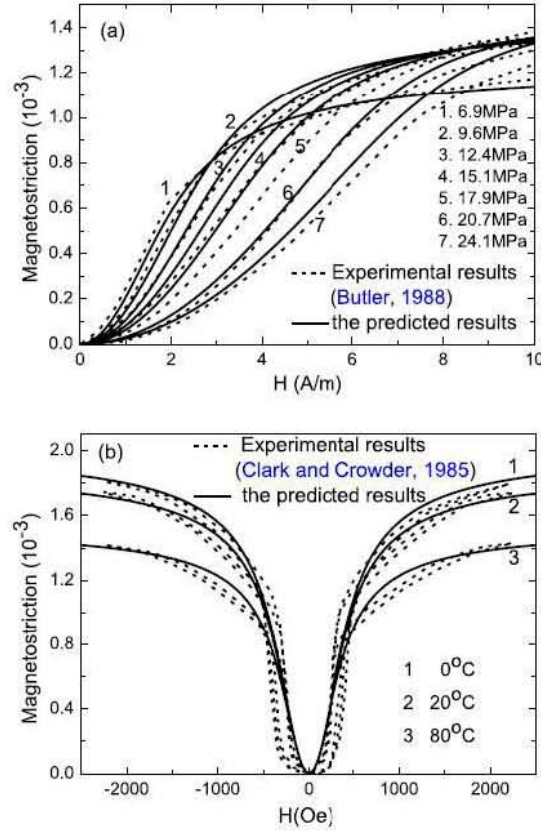 (a)
1.4
1.2
1.0
0.8
0.6
0.4
0.2
0.0
Magnetostriction (10⁻³)
1
2
3
4
5
6
7
1. 6.9MPa
2. 9.6MPa
3. 12.4MPa
4. 15.1MPa
5. 17.9MPa
6. 20.7MPa
7. 24.1MPa
Experimental results
(Butler, 1988)
the predicted results
0 2 4 6 8 10
H (A/m)
(b)
2.0
1.6
1.2
0.8
0.4
0.0
Magnetostriction (10⁻³)
Experimental results
(Clark and Crowder, 1985)
the predicted results
1
2
3
1 0°C
2 20°C
3 80°C
-2000 -1000 0 1000 2000
H(Oe)